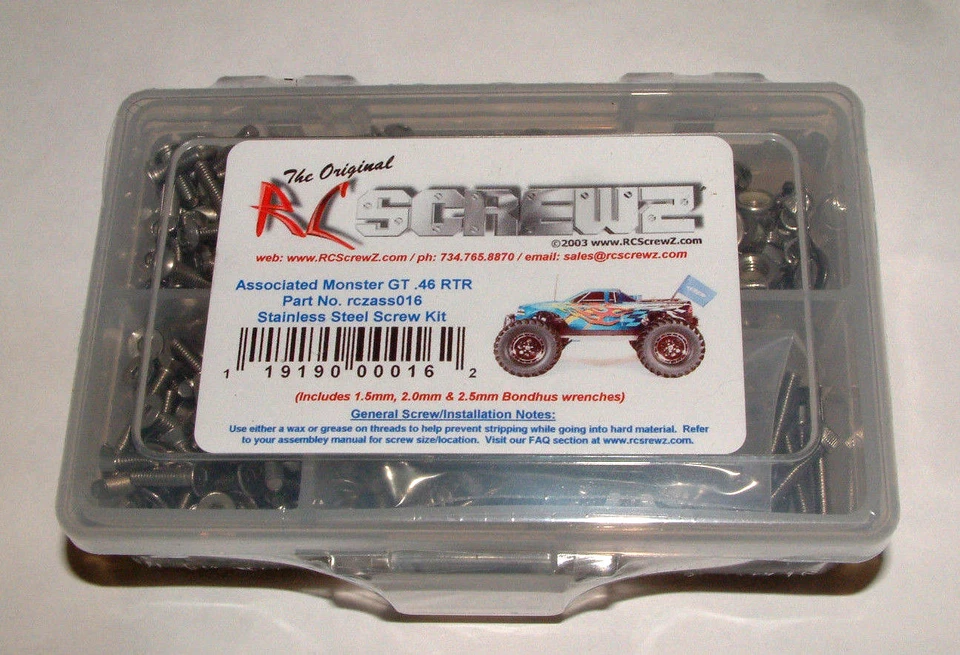 The Original
RC SCREWZ
©2003 www.RCScrewZ.com
web: www.RCScrewZ.com / ph: 734.765.8870 / email: sales@rcscrewz.com
Associated Monster GT .46 RTR
Part No. rczass016
Stainless Steel Screw Kit
1 19190 00016 2
(Includes 1.5mm, 2.0mm & 2.5mm Bondhus wrenches)
General Screw/Installation Notes:
Use either a wax or grease on threads to help prevent stripping while going into hard material. Refer
to your assembley manual for screw size/location. Visit our FAQ section at www.rcsrewz.com.